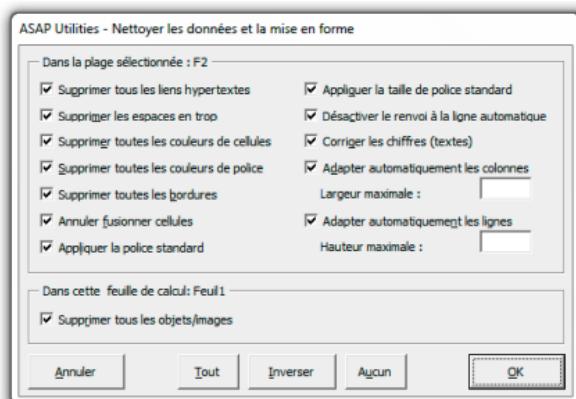 ASAP Utilities - Nettoyer les données et la mise en forme
Dans la plage sélectionnée : F2
Supprimer tous les liens hypertextes
Supprimer les espaces en trop
Supprimer toutes les couleurs de cellules
Supprimer toutes les couleurs de police
Supprimer toutes les bordures
Annuler fusionner cellules
Appliquer la police standard
Appliquer la taille de police standard
Désactiver le renvoi à la ligne automatique
Corriger les chiffres (textes)
Adapter automatiquement les colonnes
Largeur maximale :
Adapter automatiquement les lignes
Hauteur maximale :
Dans cette feuille de calcul: Feuil1
Supprimer tous les objets/images
Annuler
Tout
Inverser
Aucun
OK